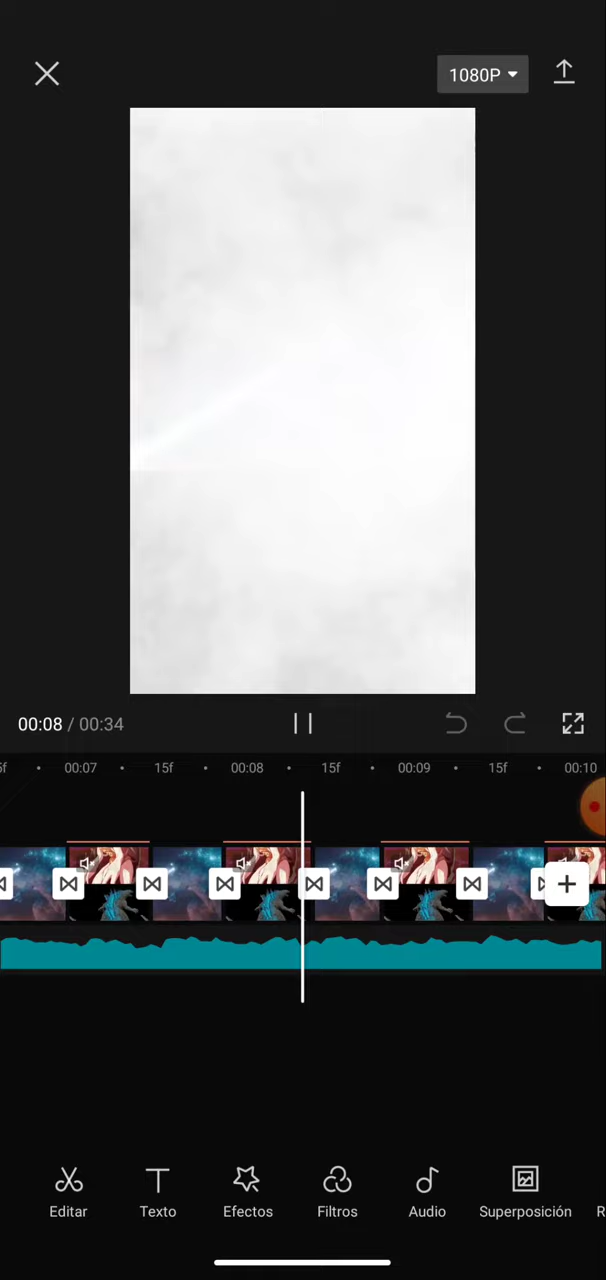 1080P
00:08 / 00:34
5f 00:07 15f 00:08 15f 00:09 15f 00:10
Editar Texto Efectos Filtros Audio Superposición R